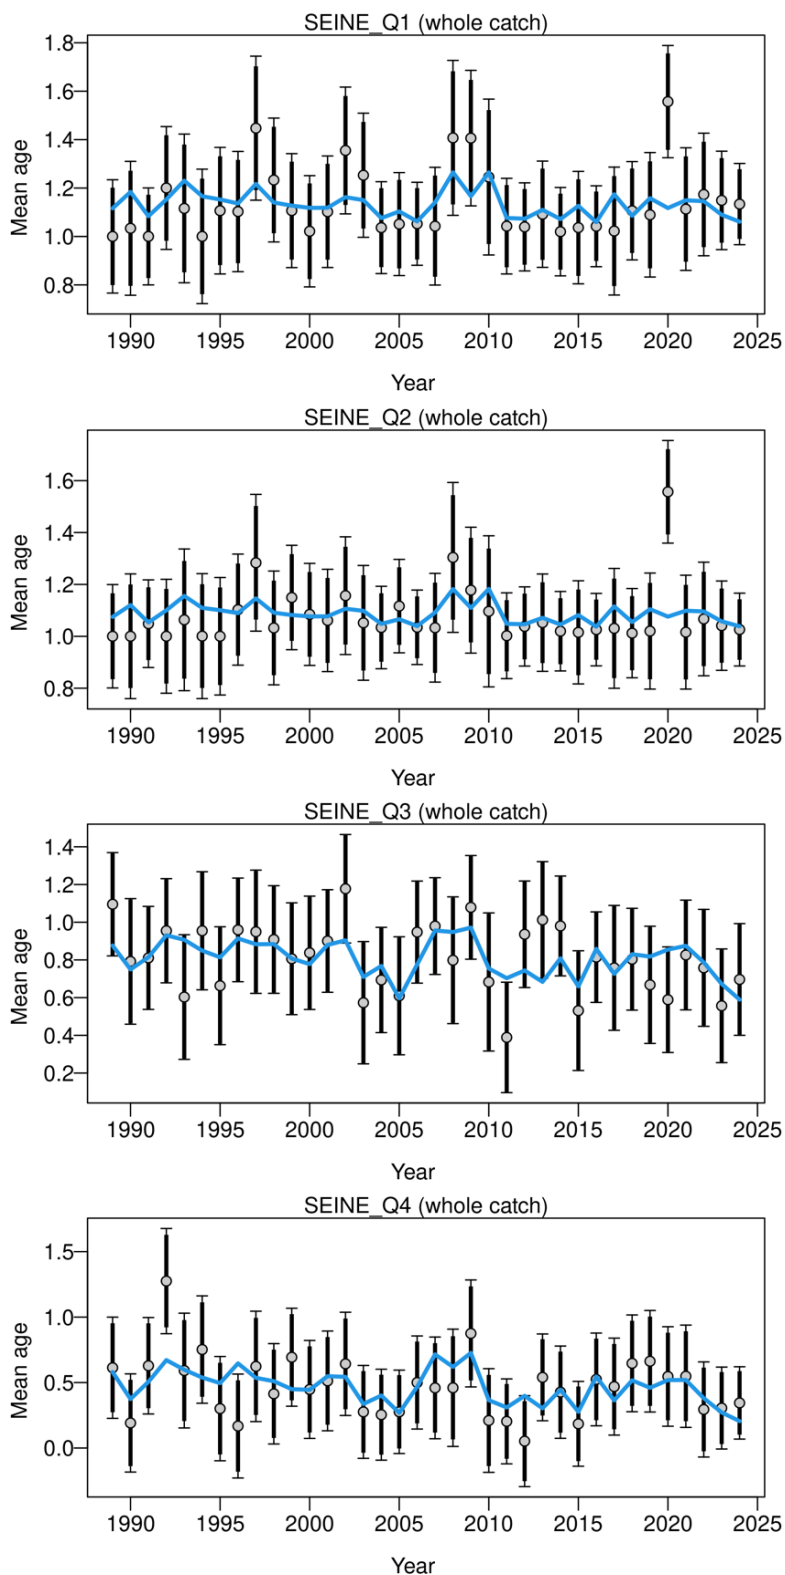 SEINE_Q1 (whole catch)
Mean age
1.8
1.6
1.4
1.2
1.0
0.8
1990 1995 2000 2005 2010 2015 2020 2025
Year
SEINE_Q2 (whole catch)
Mean age
1.6
1.4
1.2
1.0
0.8
1990 1995 2000 2005 2010 2015 2020 2025
Year
SEINE_Q3 (whole catch)
Mean age
1.4
1.2
1.0
0.8
0.6
0.4
0.2
1990 1995 2000 2005 2010 2015 2020 2025
Year
SEINE_Q4 (whole catch)
Mean age
1.5
1.0
0.5
0.0
1990 1995 2000 2005 2010 2015 2020 2025
Year